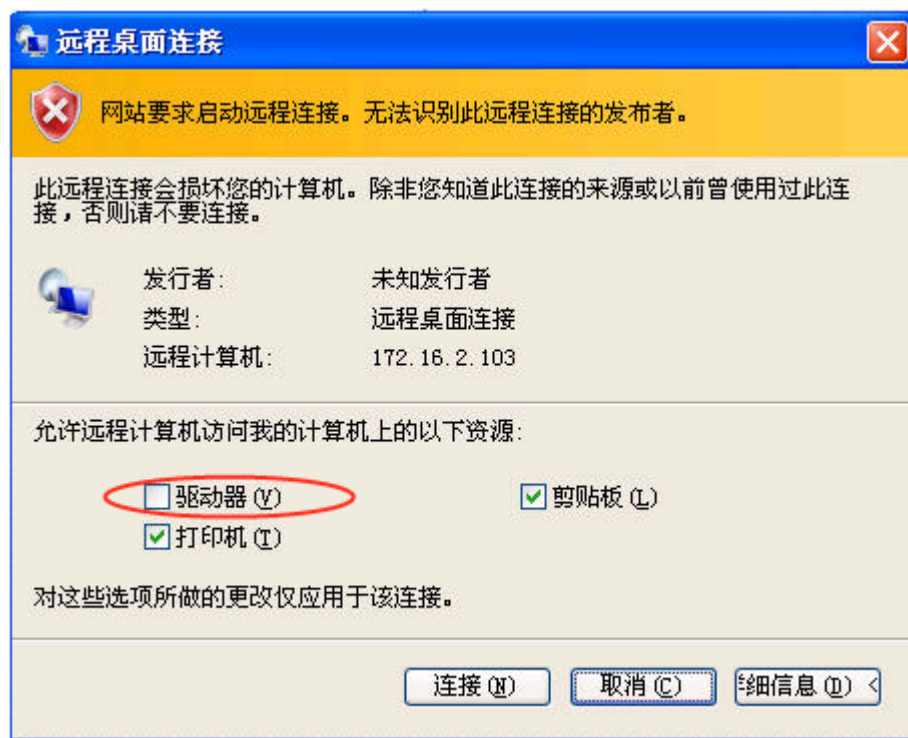 远程桌面连接
网站要求启动远程连接。无法识别此远程连接的发布者。
此远程连接会损坏您的计算机。除非您知道此连接的来源或以前曾使用过此连
接，否则请不要连接。
发行者: 未知发行者
类型: 远程桌面连接
远程计算机: 172.16.2.103
允许远程计算机访问我的计算机上的以下资源:
驱动器(V) 剪贴板(L)
打印机(T)
对这些选项所做的更改仅应用于该连接。
连接(N) 取消(C) 细信息(D) <